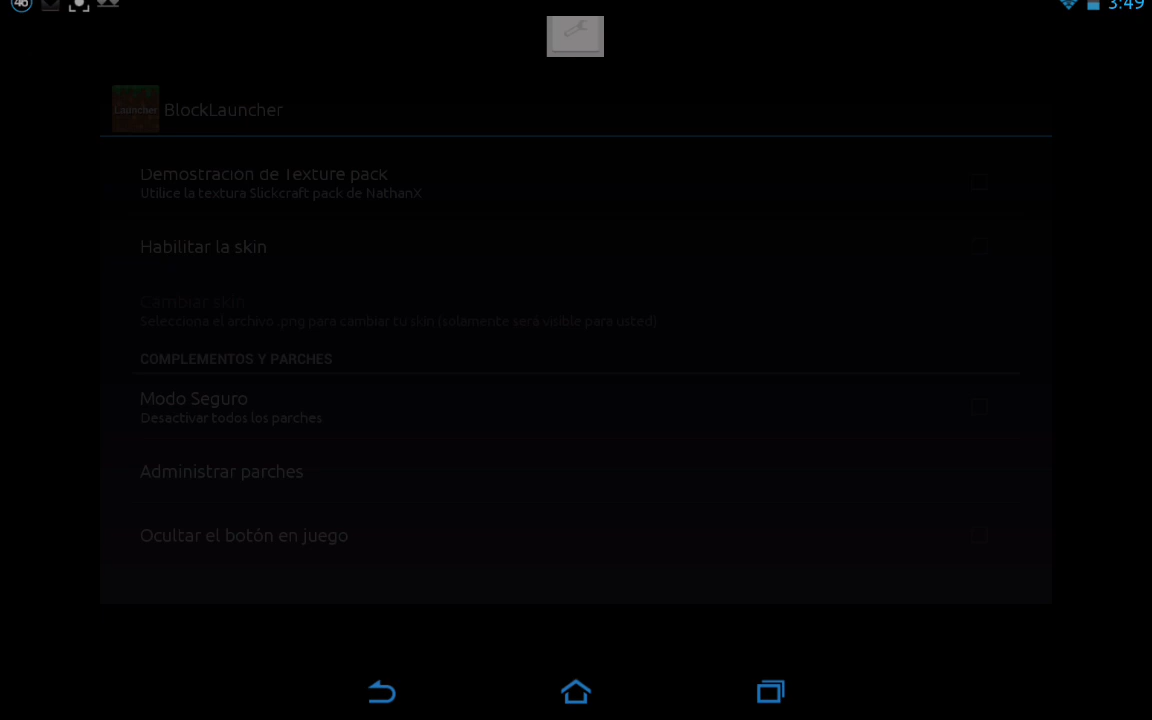 46
3:49
Launcher BlockLauncher
Demostración de Texture pack
Utilice la textura Slickcraft pack de NathanX
Habilitar la skin
Cambiar skin
Selecciona el archivo .png para cambiar tu skin (solamente será visible para usted)
COMPLEMENTOS Y PARCHES
Modo Seguro
Desactivar todos los parches
Administrar parches
Ocultar el botón en juego